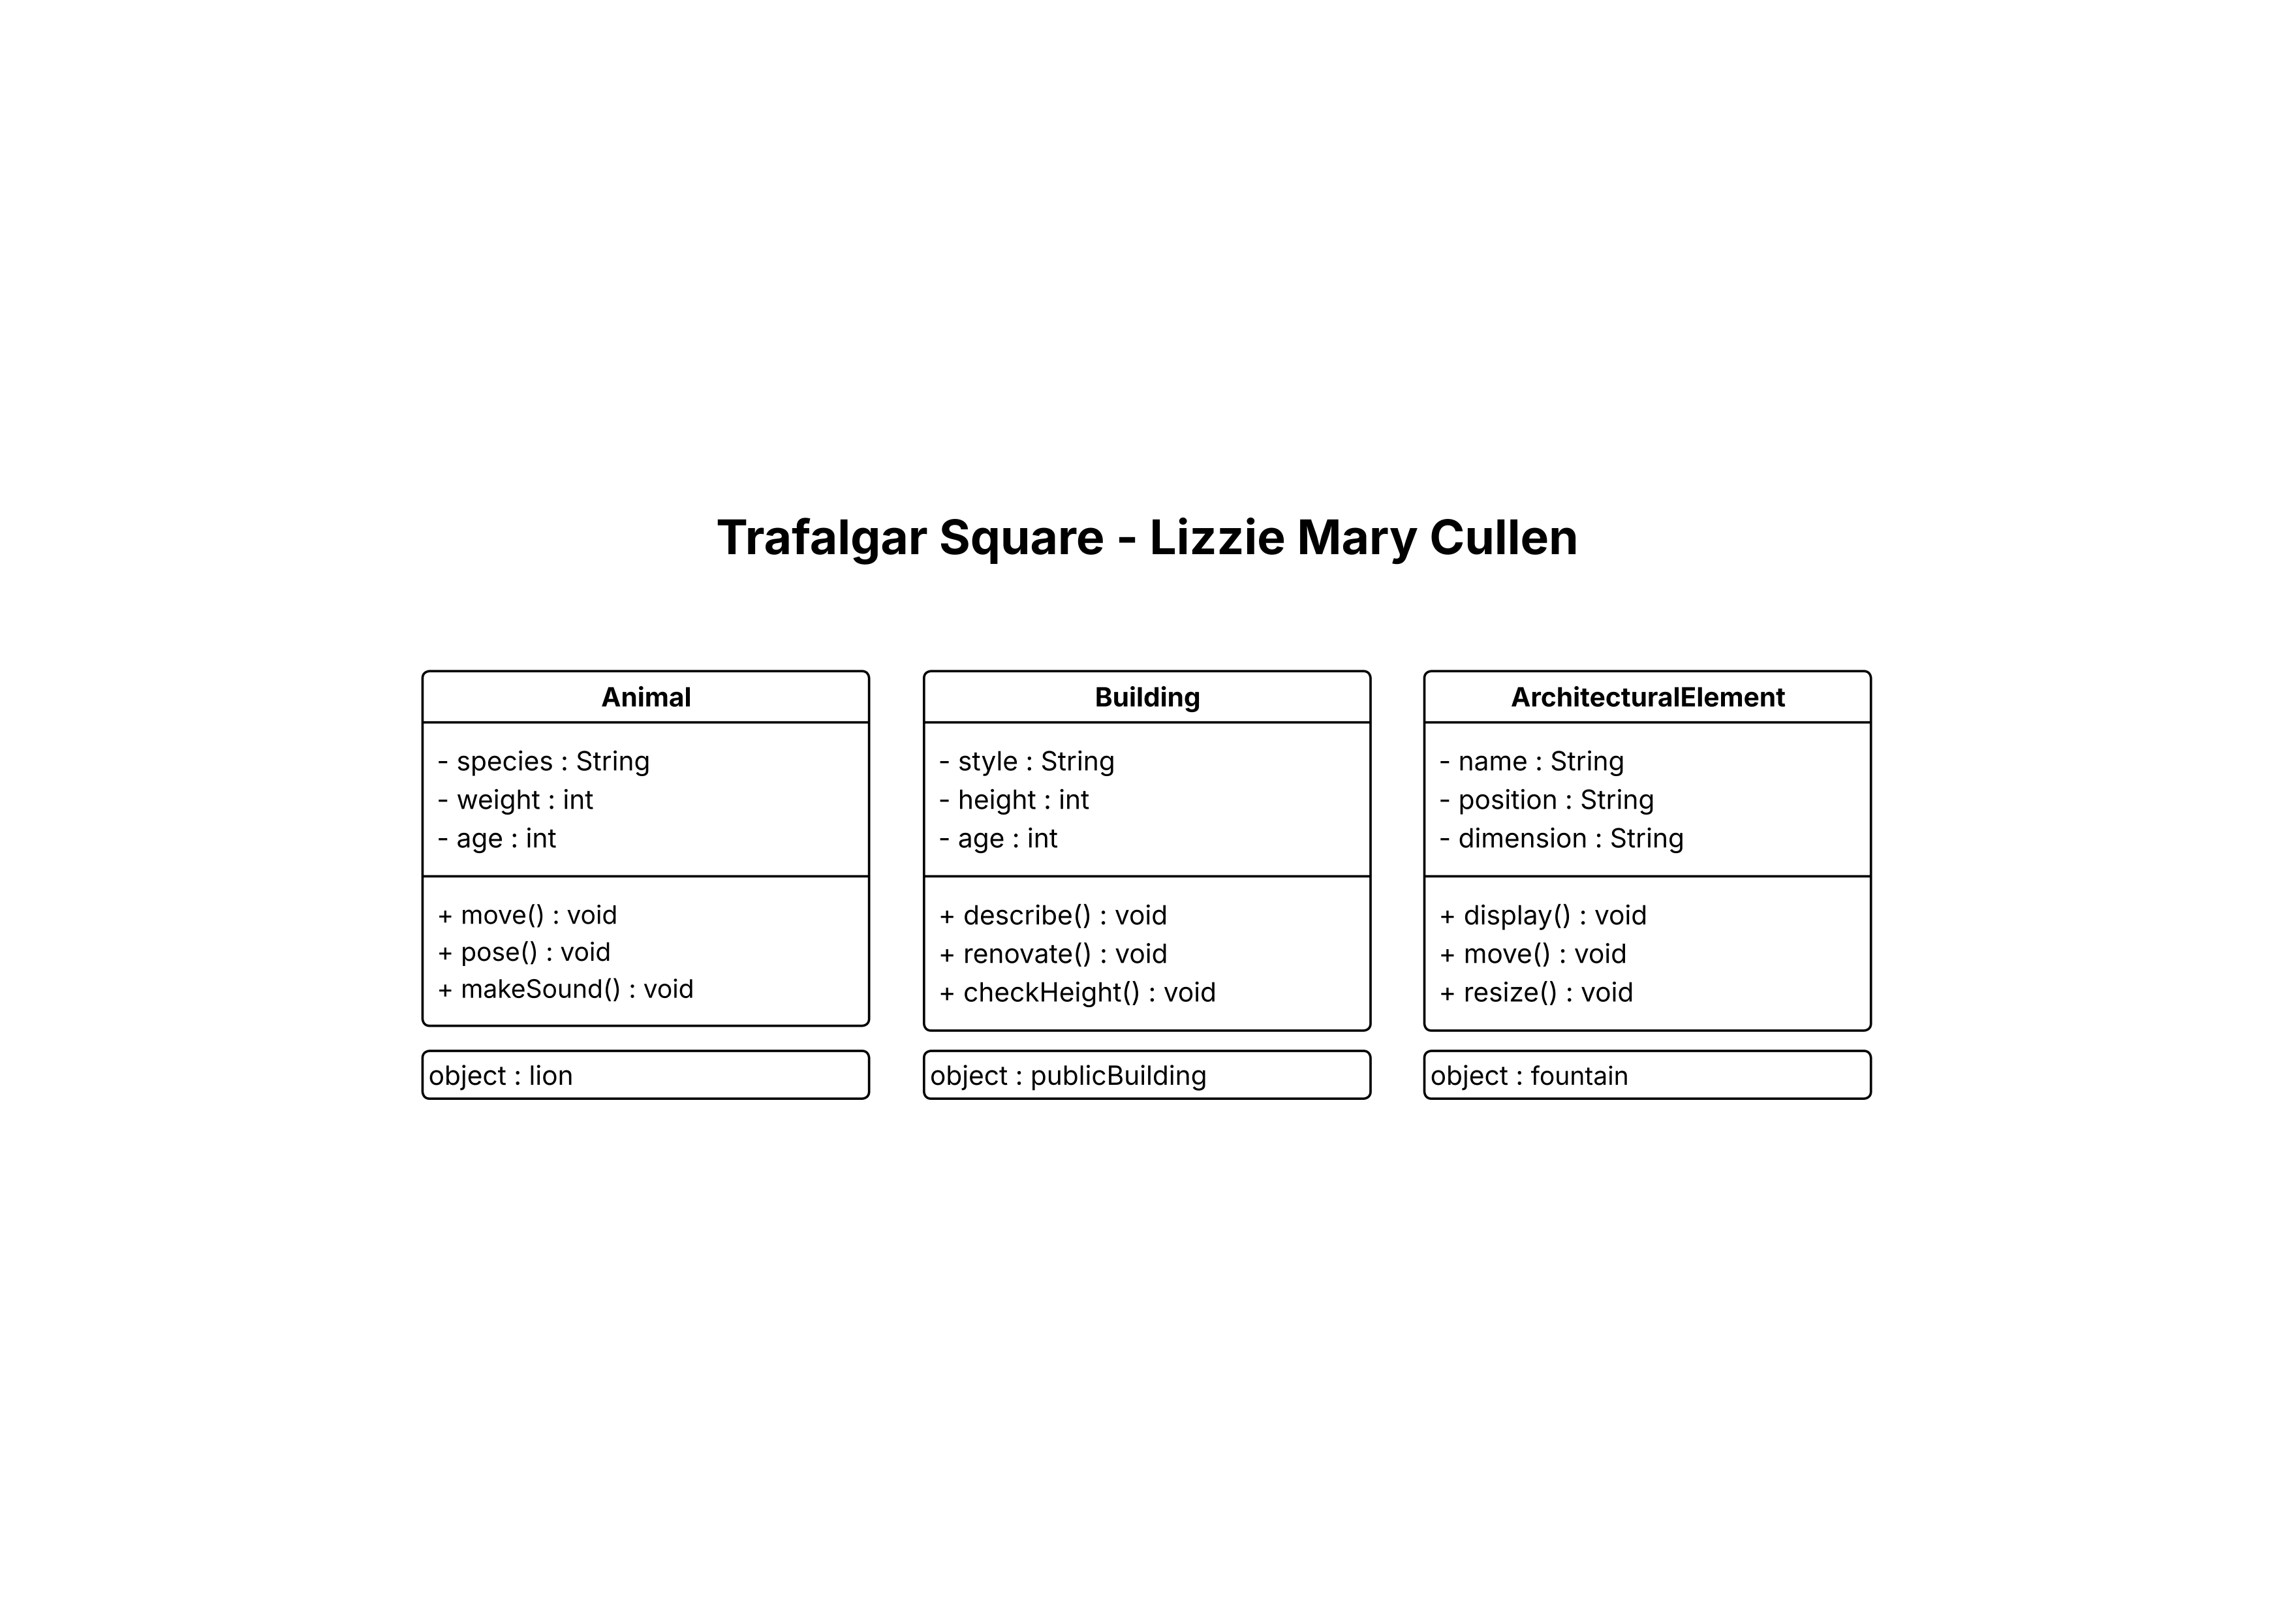 Trafalgar Square - Lizzie Mary Cullen
Animal
- species : String
- weight : int
- age : int
+ move() : void
+ pose() : void
+ makeSound() : void
object : lion
Building
- style : String
- height : int
- age : int
+ describe() : void
+ renovate() : void
+ checkHeight() : void
object : publicBuilding
ArchitecturalElement
- name : String
- position : String
- dimension : String
+ display() : void
+ move() : void
+ resize() : void
object : fountain